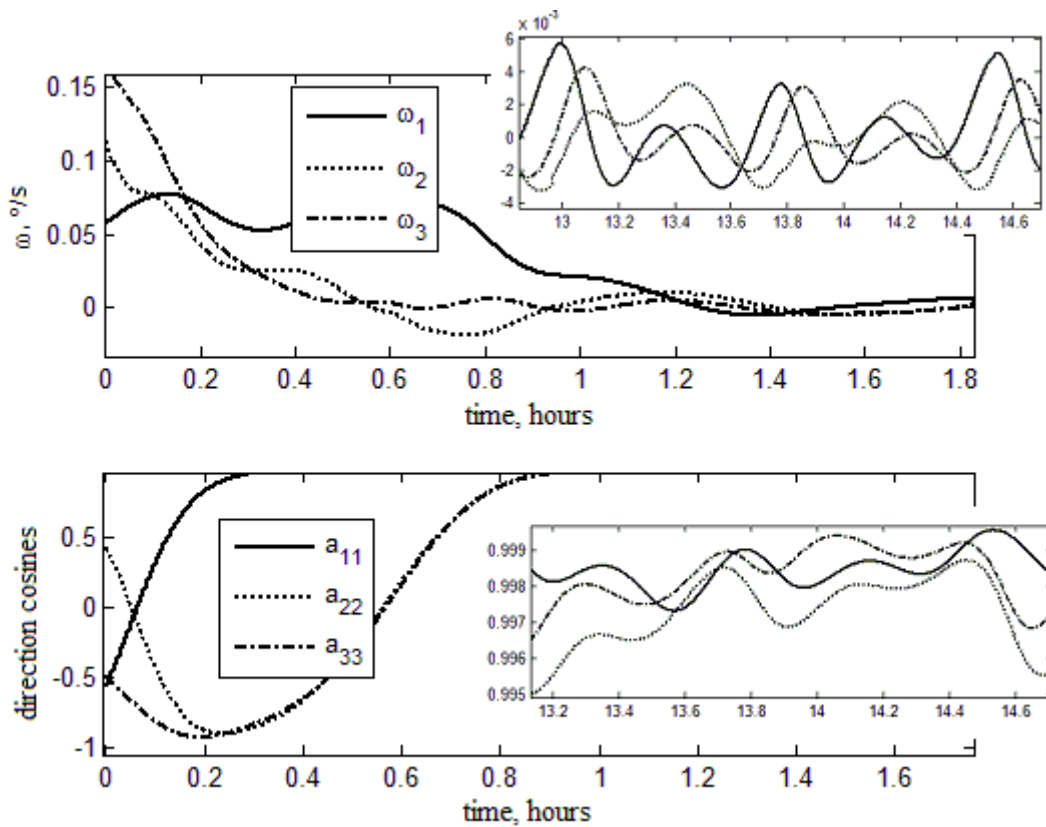 × 10⁻³
6
4
2
0
-2
-4
13 13.2 13.4 13.6 13.8 14 14.2 14.4 14.6
ω, °/s
0.15
0.1
0.05
0
ω₁
ω₂
ω₃
0 0.2 0.4 0.6 0.8 1 1.2 1.4 1.6 1.8
time, hours
direction cosines
0.5
0
-0.5
-1
a₁₁
a₂₂
a₃₃
0.999
0.998
0.997
0.996
0.995
13.2 13.4 13.6 13.8 14 14.2 14.4 14.6
0 0.2 0.4 0.6 0.8 1 1.2 1.4 1.6
time, hours